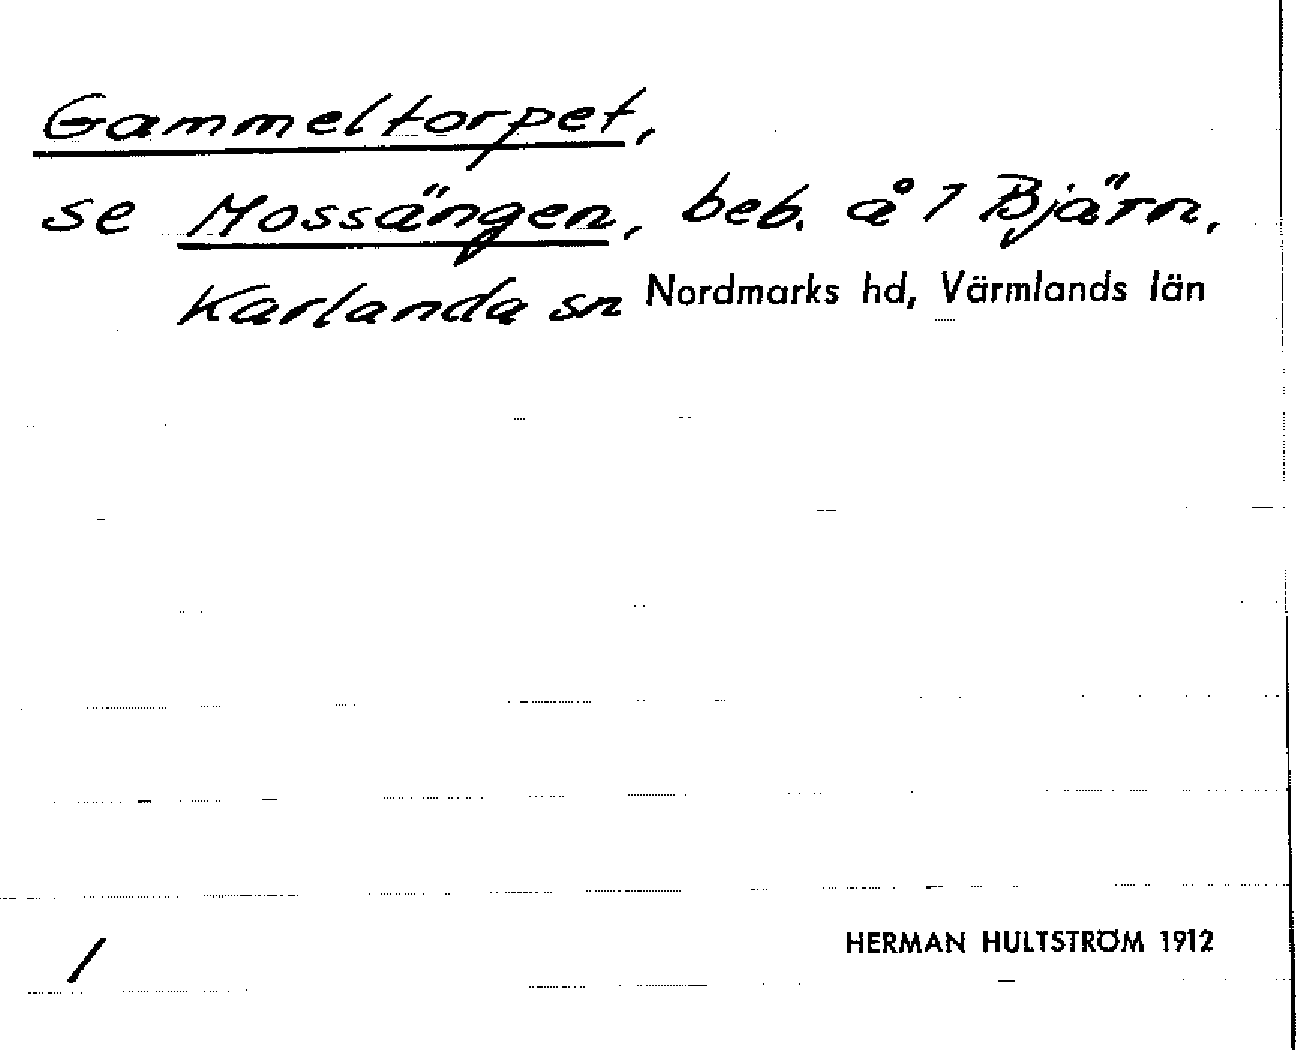 Gammeltorpet,
se Mossängen, beb. å 1 Bjärn,
Karlanda sn Nordmarks hd, Värmlands län
/
HERMAN HULTSTRÖM 1912